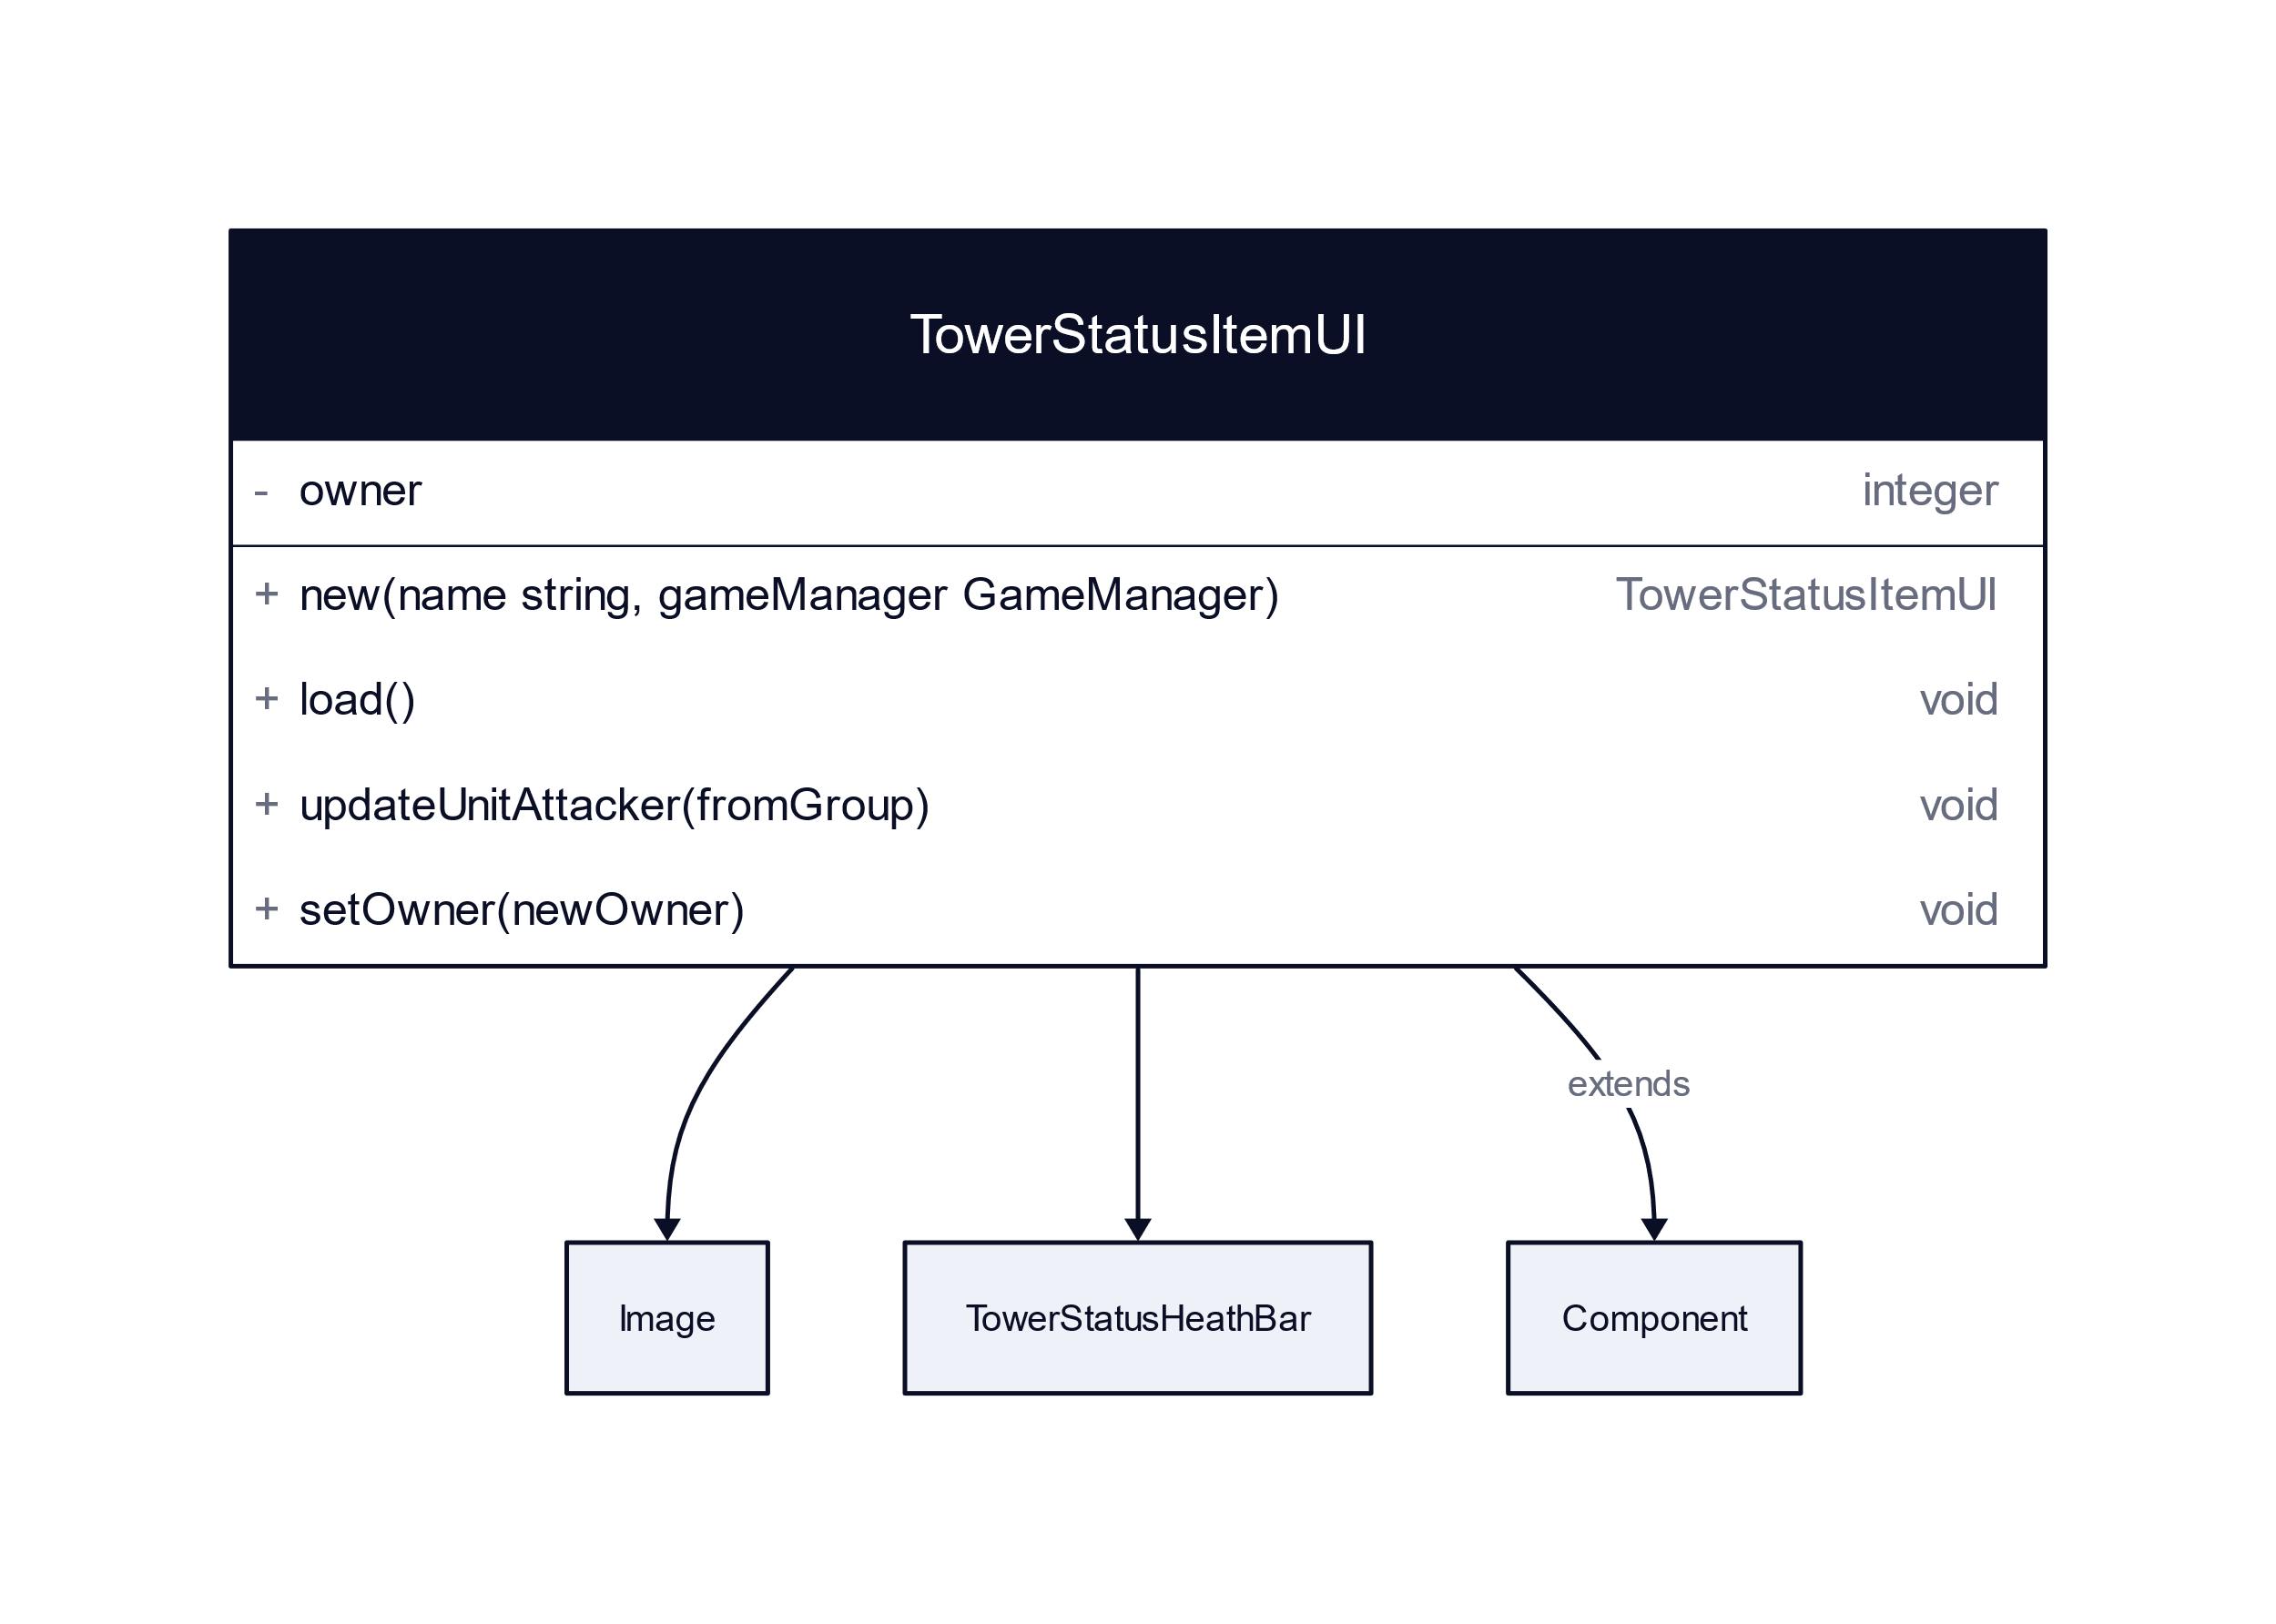 TowerStatusItemUI
- owner integer
+ new(name string, gameManager GameManager) TowerStatusItemUI
+ load() void
+ updateUnitAttacker(fromGroup) void
+ setOwner(newOwner) void
extends
Image TowerStatusHeathBar Component